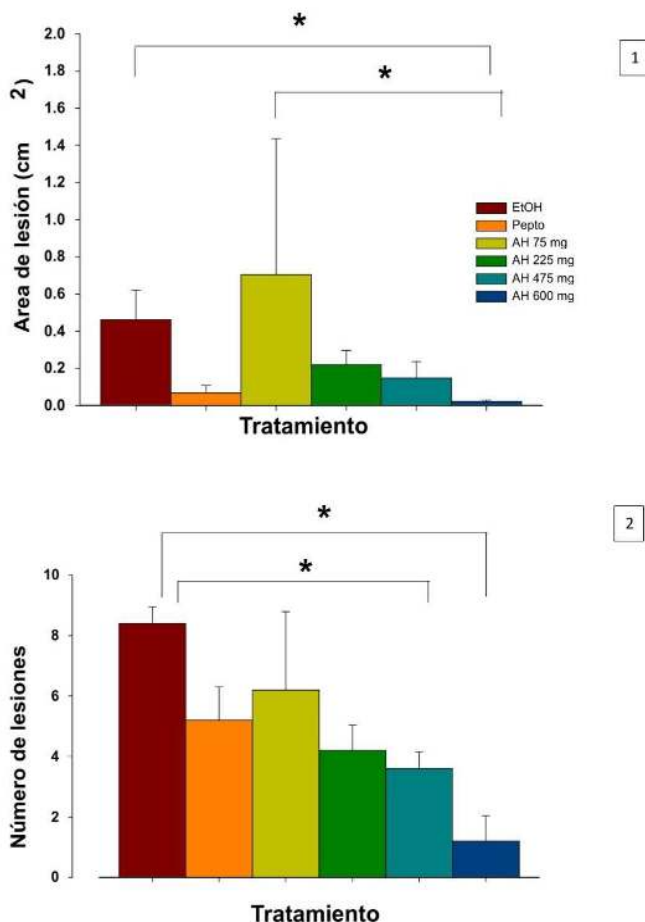 *
*
1
2.0
1.8
1.6
1.4
1.2
1.0
0.8
0.6
0.4
0.2
0.0
Area de lesión (cm 2)
EtOH
Pepto
AH 75 mg
AH 225 mg
AH 475 mg
AH 600 mg
Tratamiento
*
*
2
10
8
6
4
2
0
Número de lesiones
Tratamiento